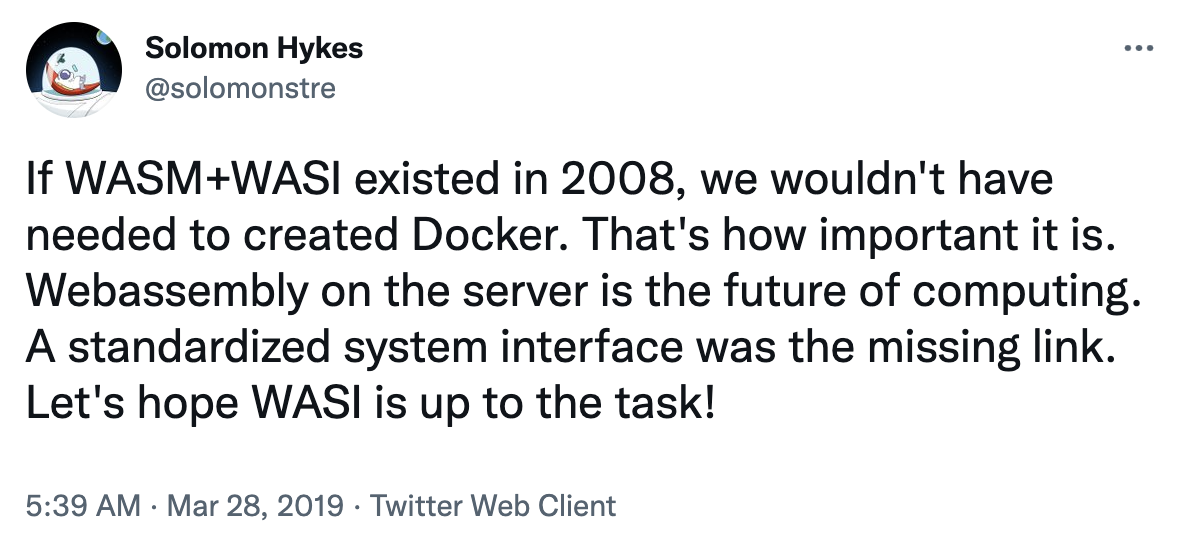 Solomon Hykes
@solomonstre
If WASM+WASI existed in 2008, we wouldn't have
needed to created Docker. That's how important it is.
Webassembly on the server is the future of computing.
A standardized system interface was the missing link.
Let's hope WASI is up to the task!
5:39 AM · Mar 28, 2019 · Twitter Web Client